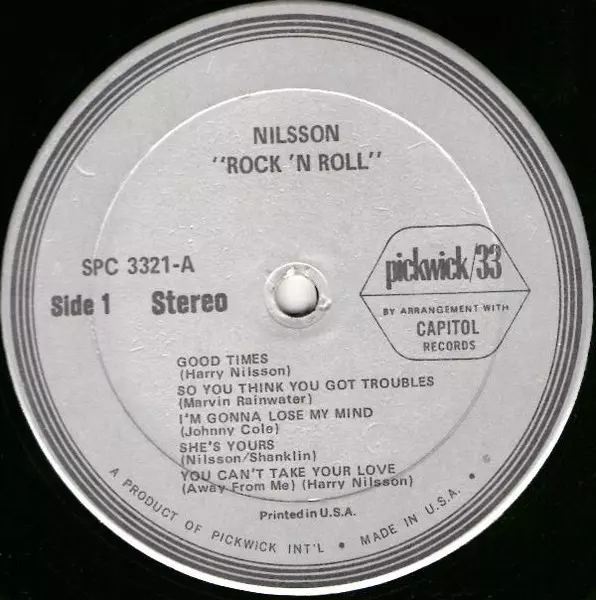 NILSSON
"ROCK 'N ROLL"
SPC 3321-A
Side 1 Stereo
pickwick/33
BY ARRANGEMENT WITH
CAPITOL
RECORDS
GOOD TIMES
(Harry Nilsson)
SO YOU THINK YOU GOT TROUBLES
(Marvin Rainwater)
I'M GONNA LOSE MY MIND
(Johnny Cole)
SHE'S YOURS
(Nilsson/Shanklin)
YOU CAN'T TAKE YOUR LOVE
(Away From Me) (Harry Nilsson)
Printed in U.S.A.
A PRODUCT OF PICKWICK INT'L • MADE IN U.S.A. •